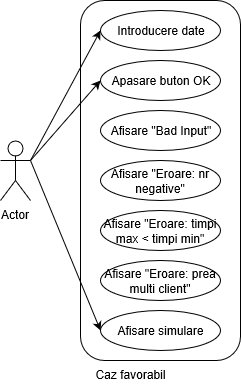 Introducere date
Apasare buton OK
Afisare "Bad Input"
Afisare "Eroare: nr
negative"
Afisare "Eroare: timpi
max < timpi min"
Afisare "Eroare: prea
multi client"
Afisare simulare
Actor
Caz favorabil